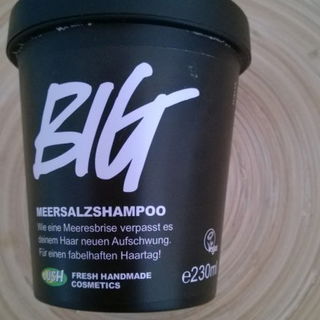 BIG
MEERSALZSHAMPOO
Wie eine Meeresbrise verpasst es
deinem Haar neuen Aufschwung.
Für einen fabelhaften Haartag!
Vegan
LUSH FRESH HANDMADE
COSMETICS
℮230ml